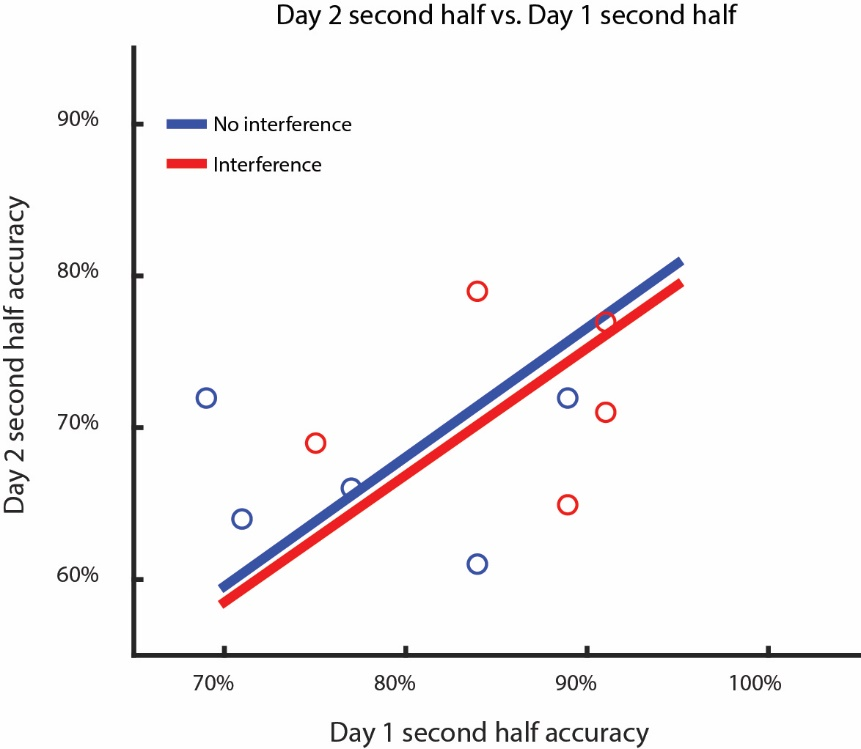 Day 2 second half vs. Day 1 second half
90%
No interference
Interference
80%
70%
60%
Day 2 second half accuracy
70%
80%
90%
100%
Day 1 second half accuracy